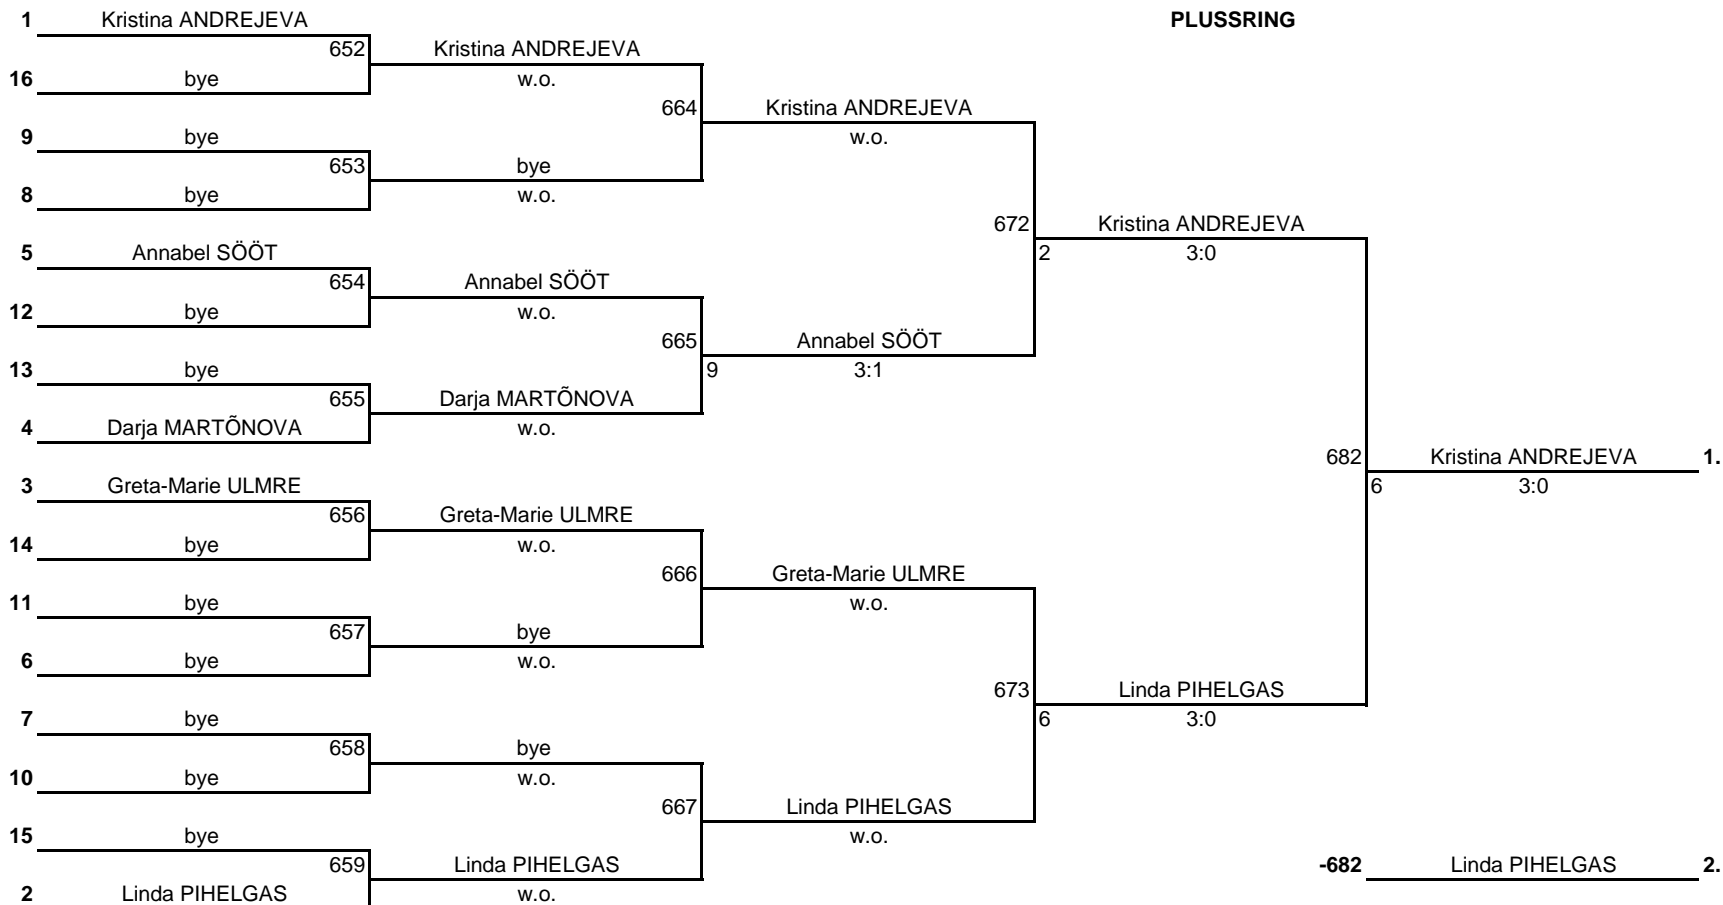 1 Kristina ANDREJEVA PLUSSRING
652 Kristina ANDREJEVA
16 bye w.o.
664 Kristina ANDREJEVA
9 bye w.o.
653 bye
8 bye w.o.
672 Kristina ANDREJEVA
5 Annabel SÖÖT 2 3:0
654 Annabel SÖÖT
12 bye w.o.
665 Annabel SÖÖT
13 bye 9 3:1
655 Darja MARTÕNOVA
4 Darja MARTÕNOVA w.o.
682 Kristina ANDREJEVA 1.
3 Greta-Marie ULMRE 6 3:0
656 Greta-Marie ULMRE
14 bye w.o.
666 Greta-Marie ULMRE
11 bye w.o.
657 bye
6 bye w.o.
673 Linda PIHELGAS
7 bye 6 3:0
658 bye
10 bye w.o.
667 Linda PIHELGAS
15 bye w.o.
659 Linda PIHELGAS -682 Linda PIHELGAS 2.
2 Linda PIHELGAS w.o.